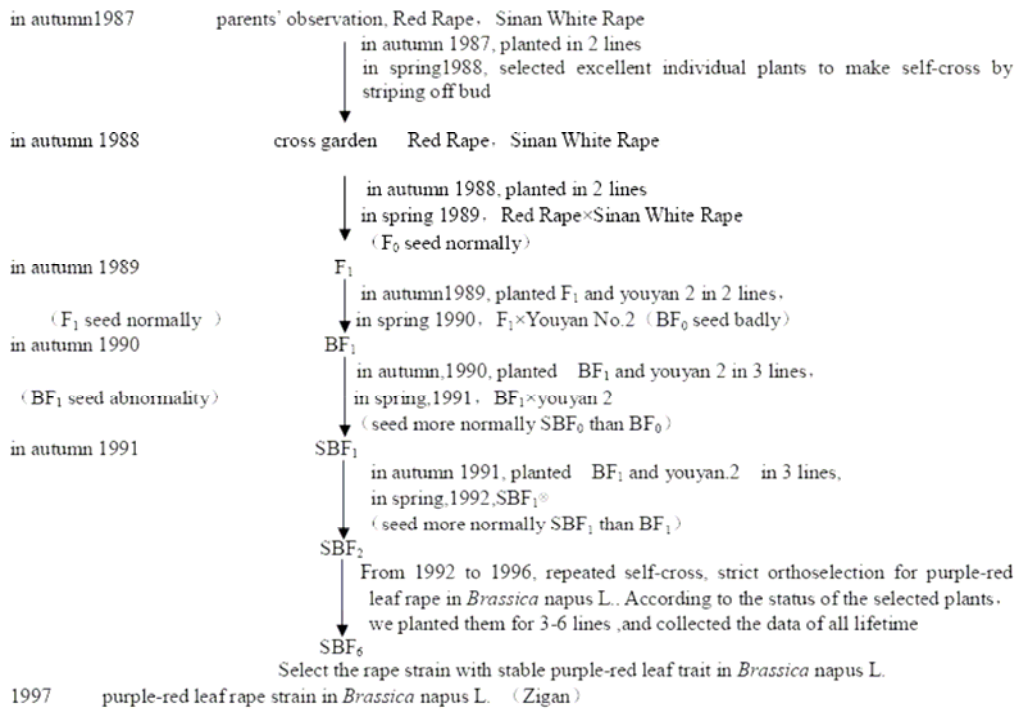 in autumn1987 parents' observation, Red Rape, Sinan White Rape
in autumn 1987, planted in 2 lines
in spring1988, selected excellent individual plants to make self-cross by
striping off bud
in autumn 1988 cross garden Red Rape, Sinan White Rape
in autumn 1988, planted in 2 lines
in spring 1989, Red Rape×Sinan White Rape
(F₀ seed normally)
in autumn 1989 F₁
in autumn1989, planted F₁ and youyan 2 in 2 lines,
(F₁ seed normally ) in spring 1990, F₁×Youyan No.2 (BF₀ seed badly)
in autumn 1990 BF₁
in autumn,1990, planted BF₁ and youyan 2 in 3 lines,
(BF₁ seed abnormality) in spring,1991, BF₁×youyan 2
(seed more normally SBF₀ than BF₀)
in autumn 1991 SBF₁
in autumn 1991, planted BF₁ and youyan.2 in 3 lines,
in spring,1992,SBF₁⊗
(seed more normally SBF₁ than BF₁)
SBF₂
From 1992 to 1996, repeated self-cross, strict orthoselection for purple-red
leaf rape in Brassica napus L.. According to the status of the selected plants,
we planted them for 3-6 lines ,and collected the data of all lifetime
SBF₆
Select the rape strain with stable purple-red leaf trait in Brassica napus L.
1997 purple-red leaf rape strain in Brassica napus L. (Zigan)